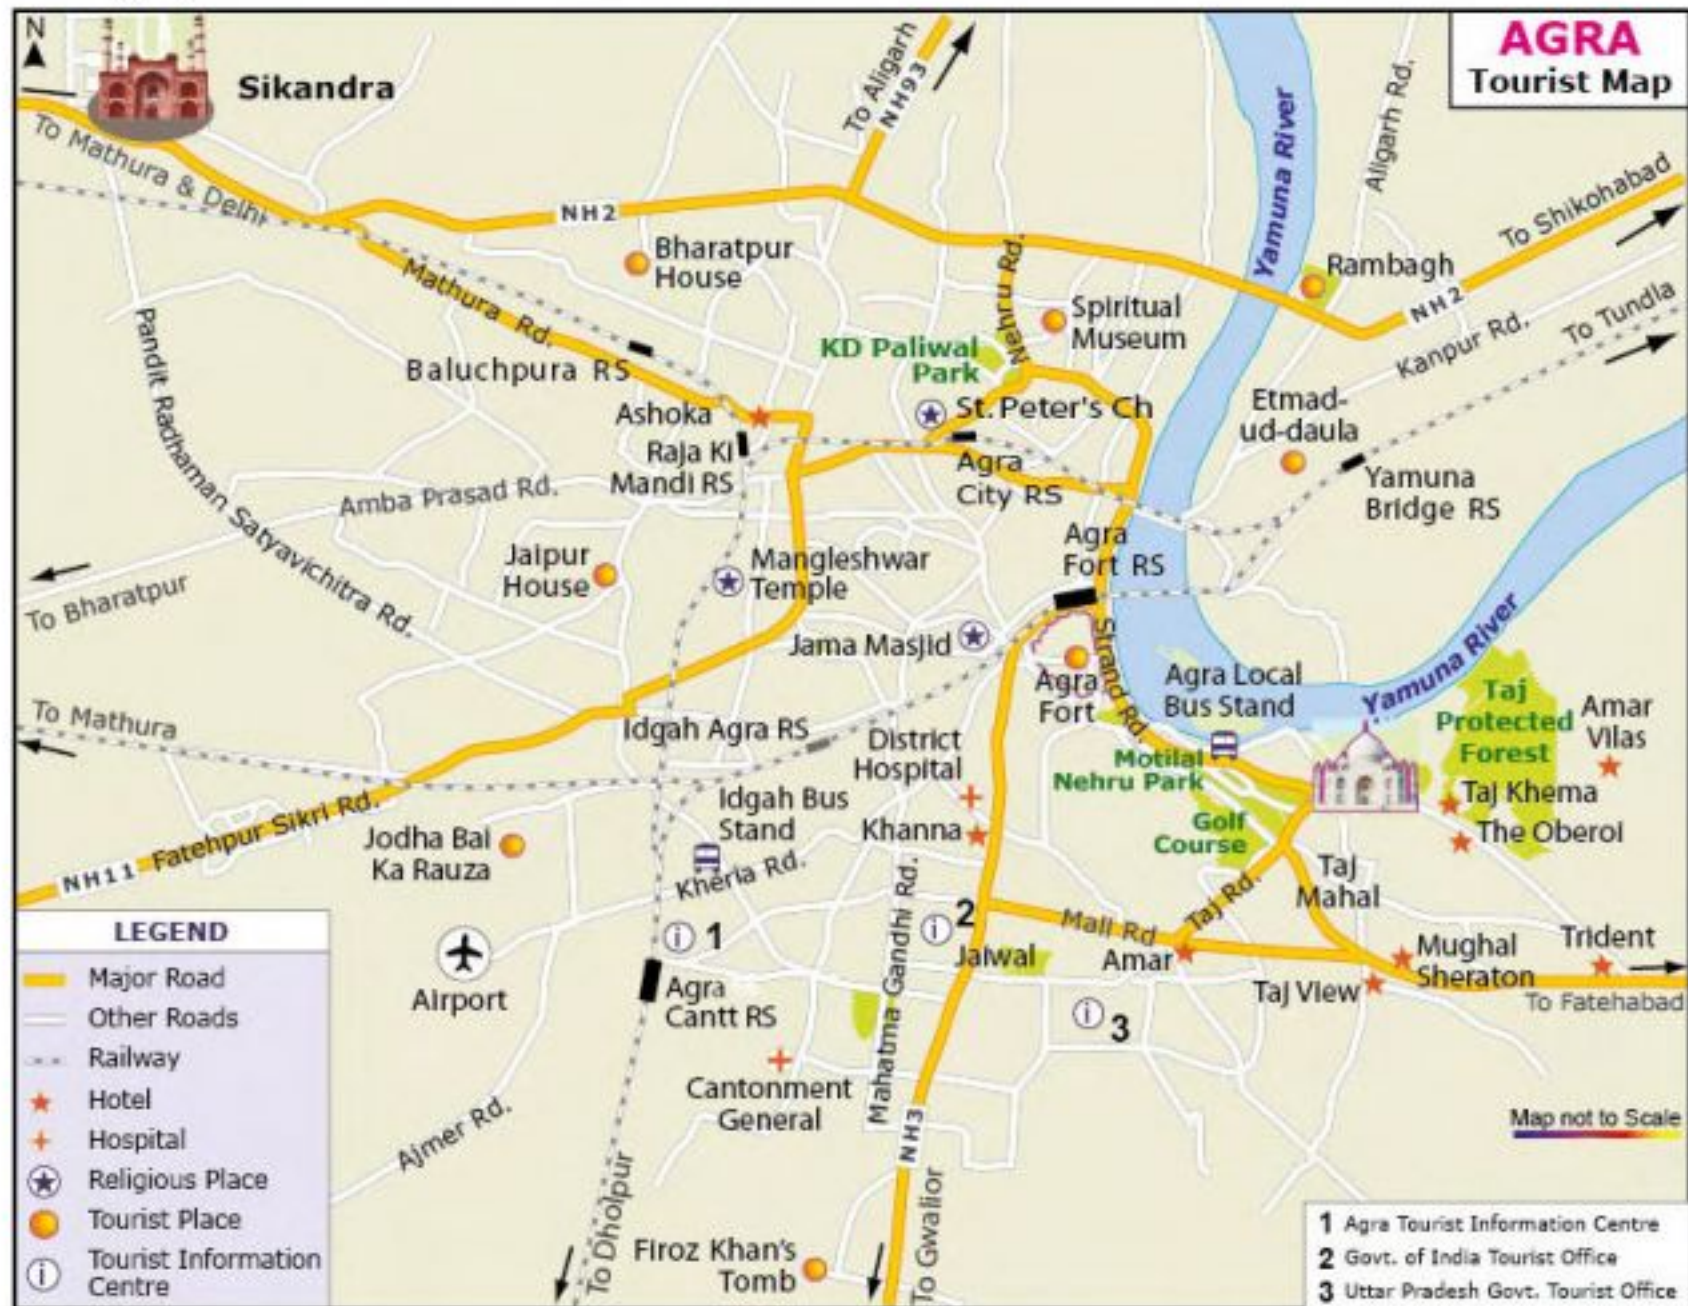 N
AGRA
Tourist Map
Sikandra
To Aligarh
NH93
Yamuna River
Aligarh Rd.
To Mathura & Delhi
NH2
To Shikohabad
Bharatpur
House
Nehru Rd.
Rambagh
Mathura Rd.
Spiritual
Museum
NH 2
To Tundla
Kanpur Rd.
KD Paliwal
Park
Baluchpura RS
Pandit Radhaman Satyavichitra Rd.
Ashoka
St. Peter's Ch
Etmad-
ud-daula
Raja Ki
Mandi RS
Agra
City RS
Yamuna
Bridge RS
Amba Prasad Rd.
Agra
Fort RS
Jaipur
House
Mangleshwar
Temple
To Bharatpur
Jama Masjid
Strand Rd
Yamuna River
Agra
Fort
Agra Local
Bus Stand
Taj
Protected
Forest
Amar
Vilas
To Mathura
Idgah Agra RS
District
Hospital
Motilal
Nehru Park
Idgah Bus
Stand
Taj Khema
Fatehpur Sikri Rd.
NH11
Jodha Bai
Ka Rauza
Khanna
Golf
Course
The Oberoi
Kheria Rd.
Taj
Mahal
Mahatma Gandhi Rd.
Taj Rd.
1
2
Mall Rd
Jaiwal
Amar
Mughal
Sheraton
Trident
Airport
Agra
Cantt RS
Taj View
To Fatehabad
3
Cantonment
General
Ajmer Rd.
NH3
Map not to Scale
To Dholpur
Firoz Khan's
Tomb
To Gwalior
LEGEND
Major Road
Other Roads
Railway
Hotel
Hospital
Religious Place
Tourist Place
Tourist Information
Centre
1 Agra Tourist Information Centre
2 Govt. of India Tourist Office
3 Uttar Pradesh Govt. Tourist Office